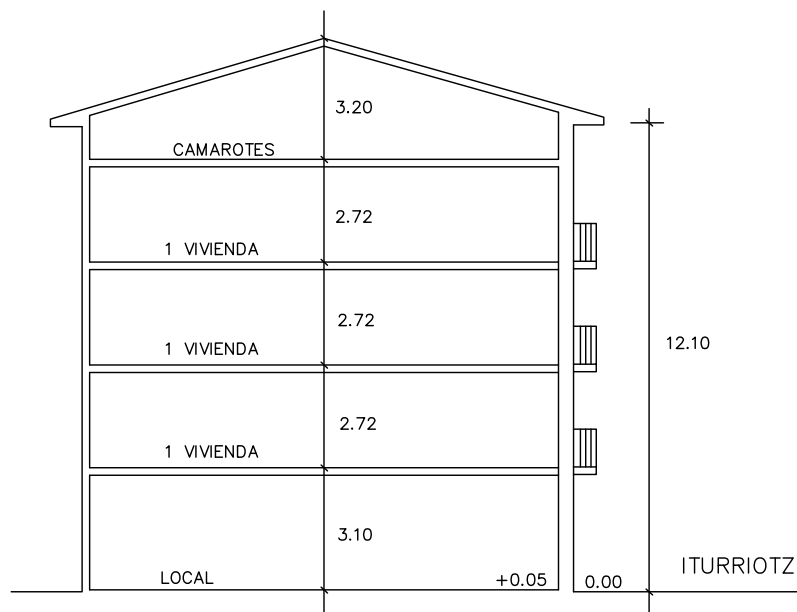 3.20
CAMAROTES
2.72
1 VIVIENDA
2.72
12.10
1 VIVIENDA
2.72
1 VIVIENDA
3.10
ITURRIOTZ
LOCAL
+0.05
0.00